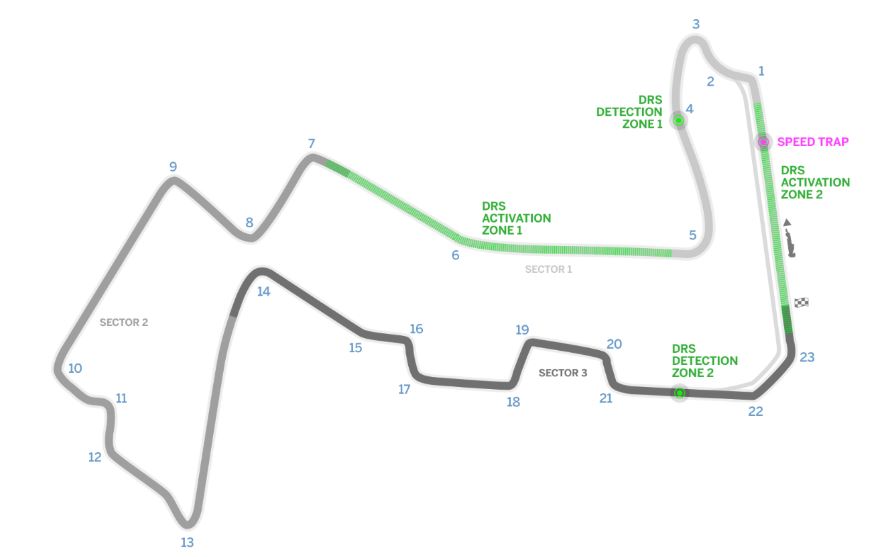 3
1
2
DRS
DETECTION
ZONE 1
4
SPEED TRAP
7
9
DRS
ACTIVATION
ZONE 2
DRS
ACTIVATION
ZONE 1
8
5
6
SECTOR 1
14
SECTOR 2
16
19
20
15
DRS
DETECTION
ZONE 2
23
10
SECTOR 3
17
18
21
11
22
12
13